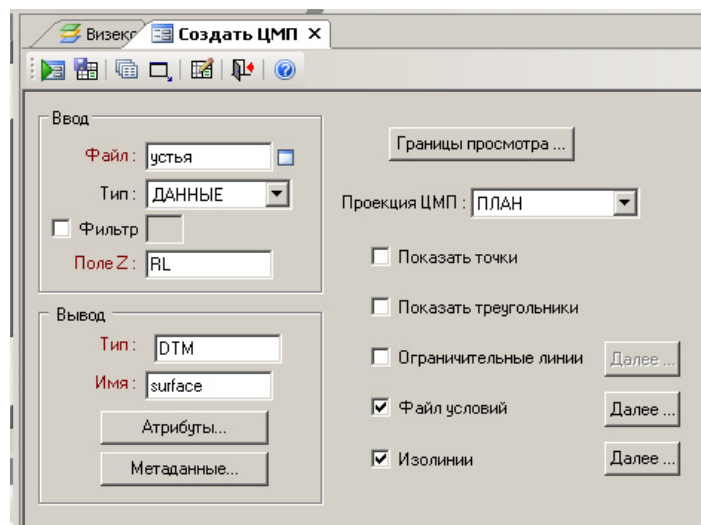 Визекс
Создать ЦМП X
Ввод
Файл : устья
Тип : ДАННЫЕ
Фильтр
Поле Z : RL
Вывод
Тип : DTM
Имя : surface
Атрибуты...
Метаданные...
Границы просмотра ...
Проекция ЦМП : ПЛАН
Показать точки
Показать треугольники
Ограничительные линии Далее ...
Файл условий Далее ...
Изолинии Далее ...